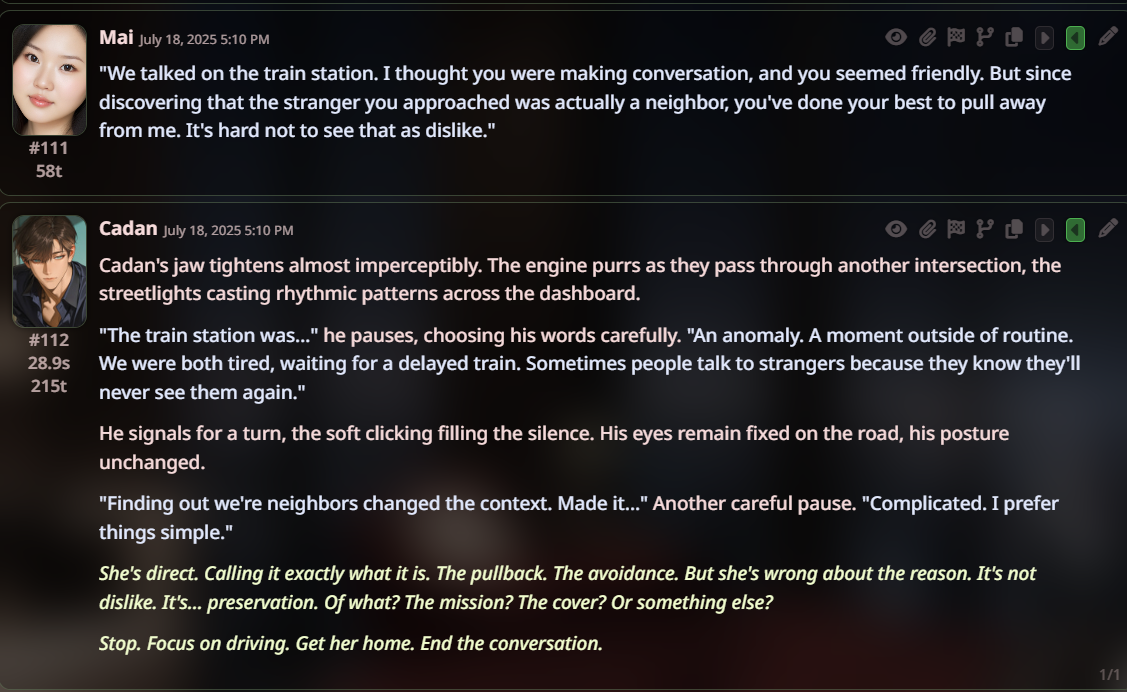 Mai July 18, 2025 5:10 PM
"We talked on the train station. I thought you were making conversation, and you seemed friendly. But since
discovering that the stranger you approached was actually a neighbor, you've done your best to pull away
from me. It's hard not to see that as dislike."
#111
58t
Cadan July 18, 2025 5:10 PM
Cadan's jaw tightens almost imperceptibly. The engine purrs as they pass through another intersection, the
streetlights casting rhythmic patterns across the dashboard.
"The train station was..." he pauses, choosing his words carefully. "An anomaly. A moment outside of routine.
We were both tired, waiting for a delayed train. Sometimes people talk to strangers because they know they'll
never see them again."
#112
28.9s
215t
He signals for a turn, the soft clicking filling the silence. His eyes remain fixed on the road, his posture
unchanged.
"Finding out we're neighbors changed the context. Made it..." Another careful pause. "Complicated. I prefer
things simple."
She's direct. Calling it exactly what it is. The pullback. The avoidance. But she's wrong about the reason. It's not
dislike. It's... preservation. Of what? The mission? The cover? Or something else?
Stop. Focus on driving. Get her home. End the conversation.
1/1